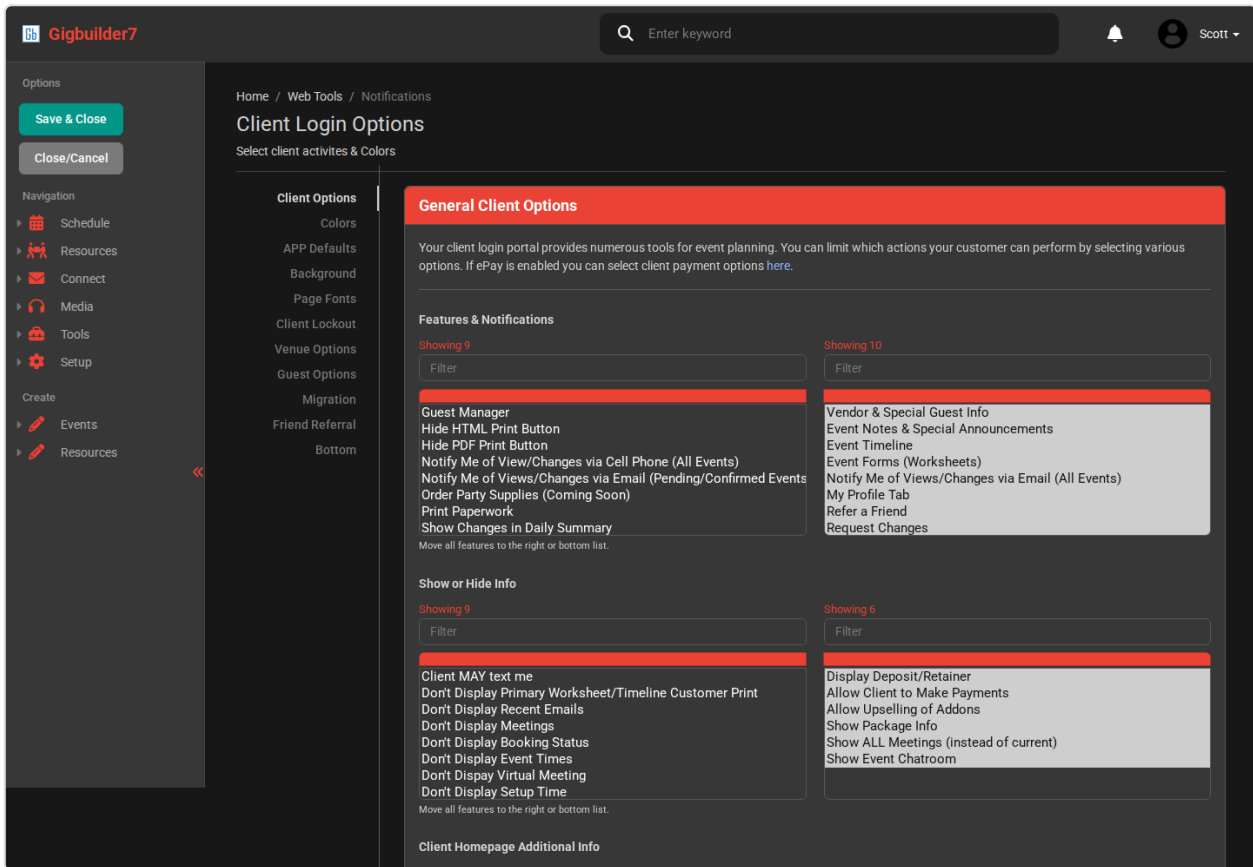 Gb Gigbuilder7
Enter keyword
Scott
Options
Save & Close
Close/Cancel
Navigation
Schedule
Resources
Connect
Media
Tools
Setup
Create
Events
Resources
Home / Web Tools / Notifications
Client Login Options
Select client activites & Colors
Client Options
Colors
APP Defaults
Background
Page Fonts
Client Lockout
Venue Options
Guest Options
Migration
Friend Referral
Bottom
General Client Options
Your client login portal provides numerous tools for event planning. You can limit which actions your customer can perform by selecting various
options. If ePay is enabled you can select client payment options here.
Features & Notifications
Showing 9
Filter
Guest Manager
Hide HTML Print Button
Hide PDF Print Button
Notify Me of View/Changes via Cell Phone (All Events)
Notify Me of Views/Changes via Email (Pending/Confirmed Events
Order Party Supplies (Coming Soon)
Print Paperwork
Show Changes in Daily Summary
Move all features to the right or bottom list.
Showing 10
Filter
Vendor & Special Guest Info
Event Notes & Special Announcements
Event Timeline
Event Forms (Worksheets)
Notify Me of Views/Changes via Email (All Events)
My Profile Tab
Refer a Friend
Request Changes
Show or Hide Info
Showing 9
Filter
Client MAY text me
Don't Display Primary Worksheet/Timeline Customer Print
Don't Display Recent Emails
Don't Display Meetings
Don't Display Booking Status
Don't Display Event Times
Don't Dispay Virtual Meeting
Don't Display Setup Time
Move all features to the right or bottom list.
Showing 6
Filter
Display Deposit/Retainer
Allow Client to Make Payments
Allow Upselling of Addons
Show Package Info
Show ALL Meetings (instead of current)
Show Event Chatroom
Client Homepage Additional Info